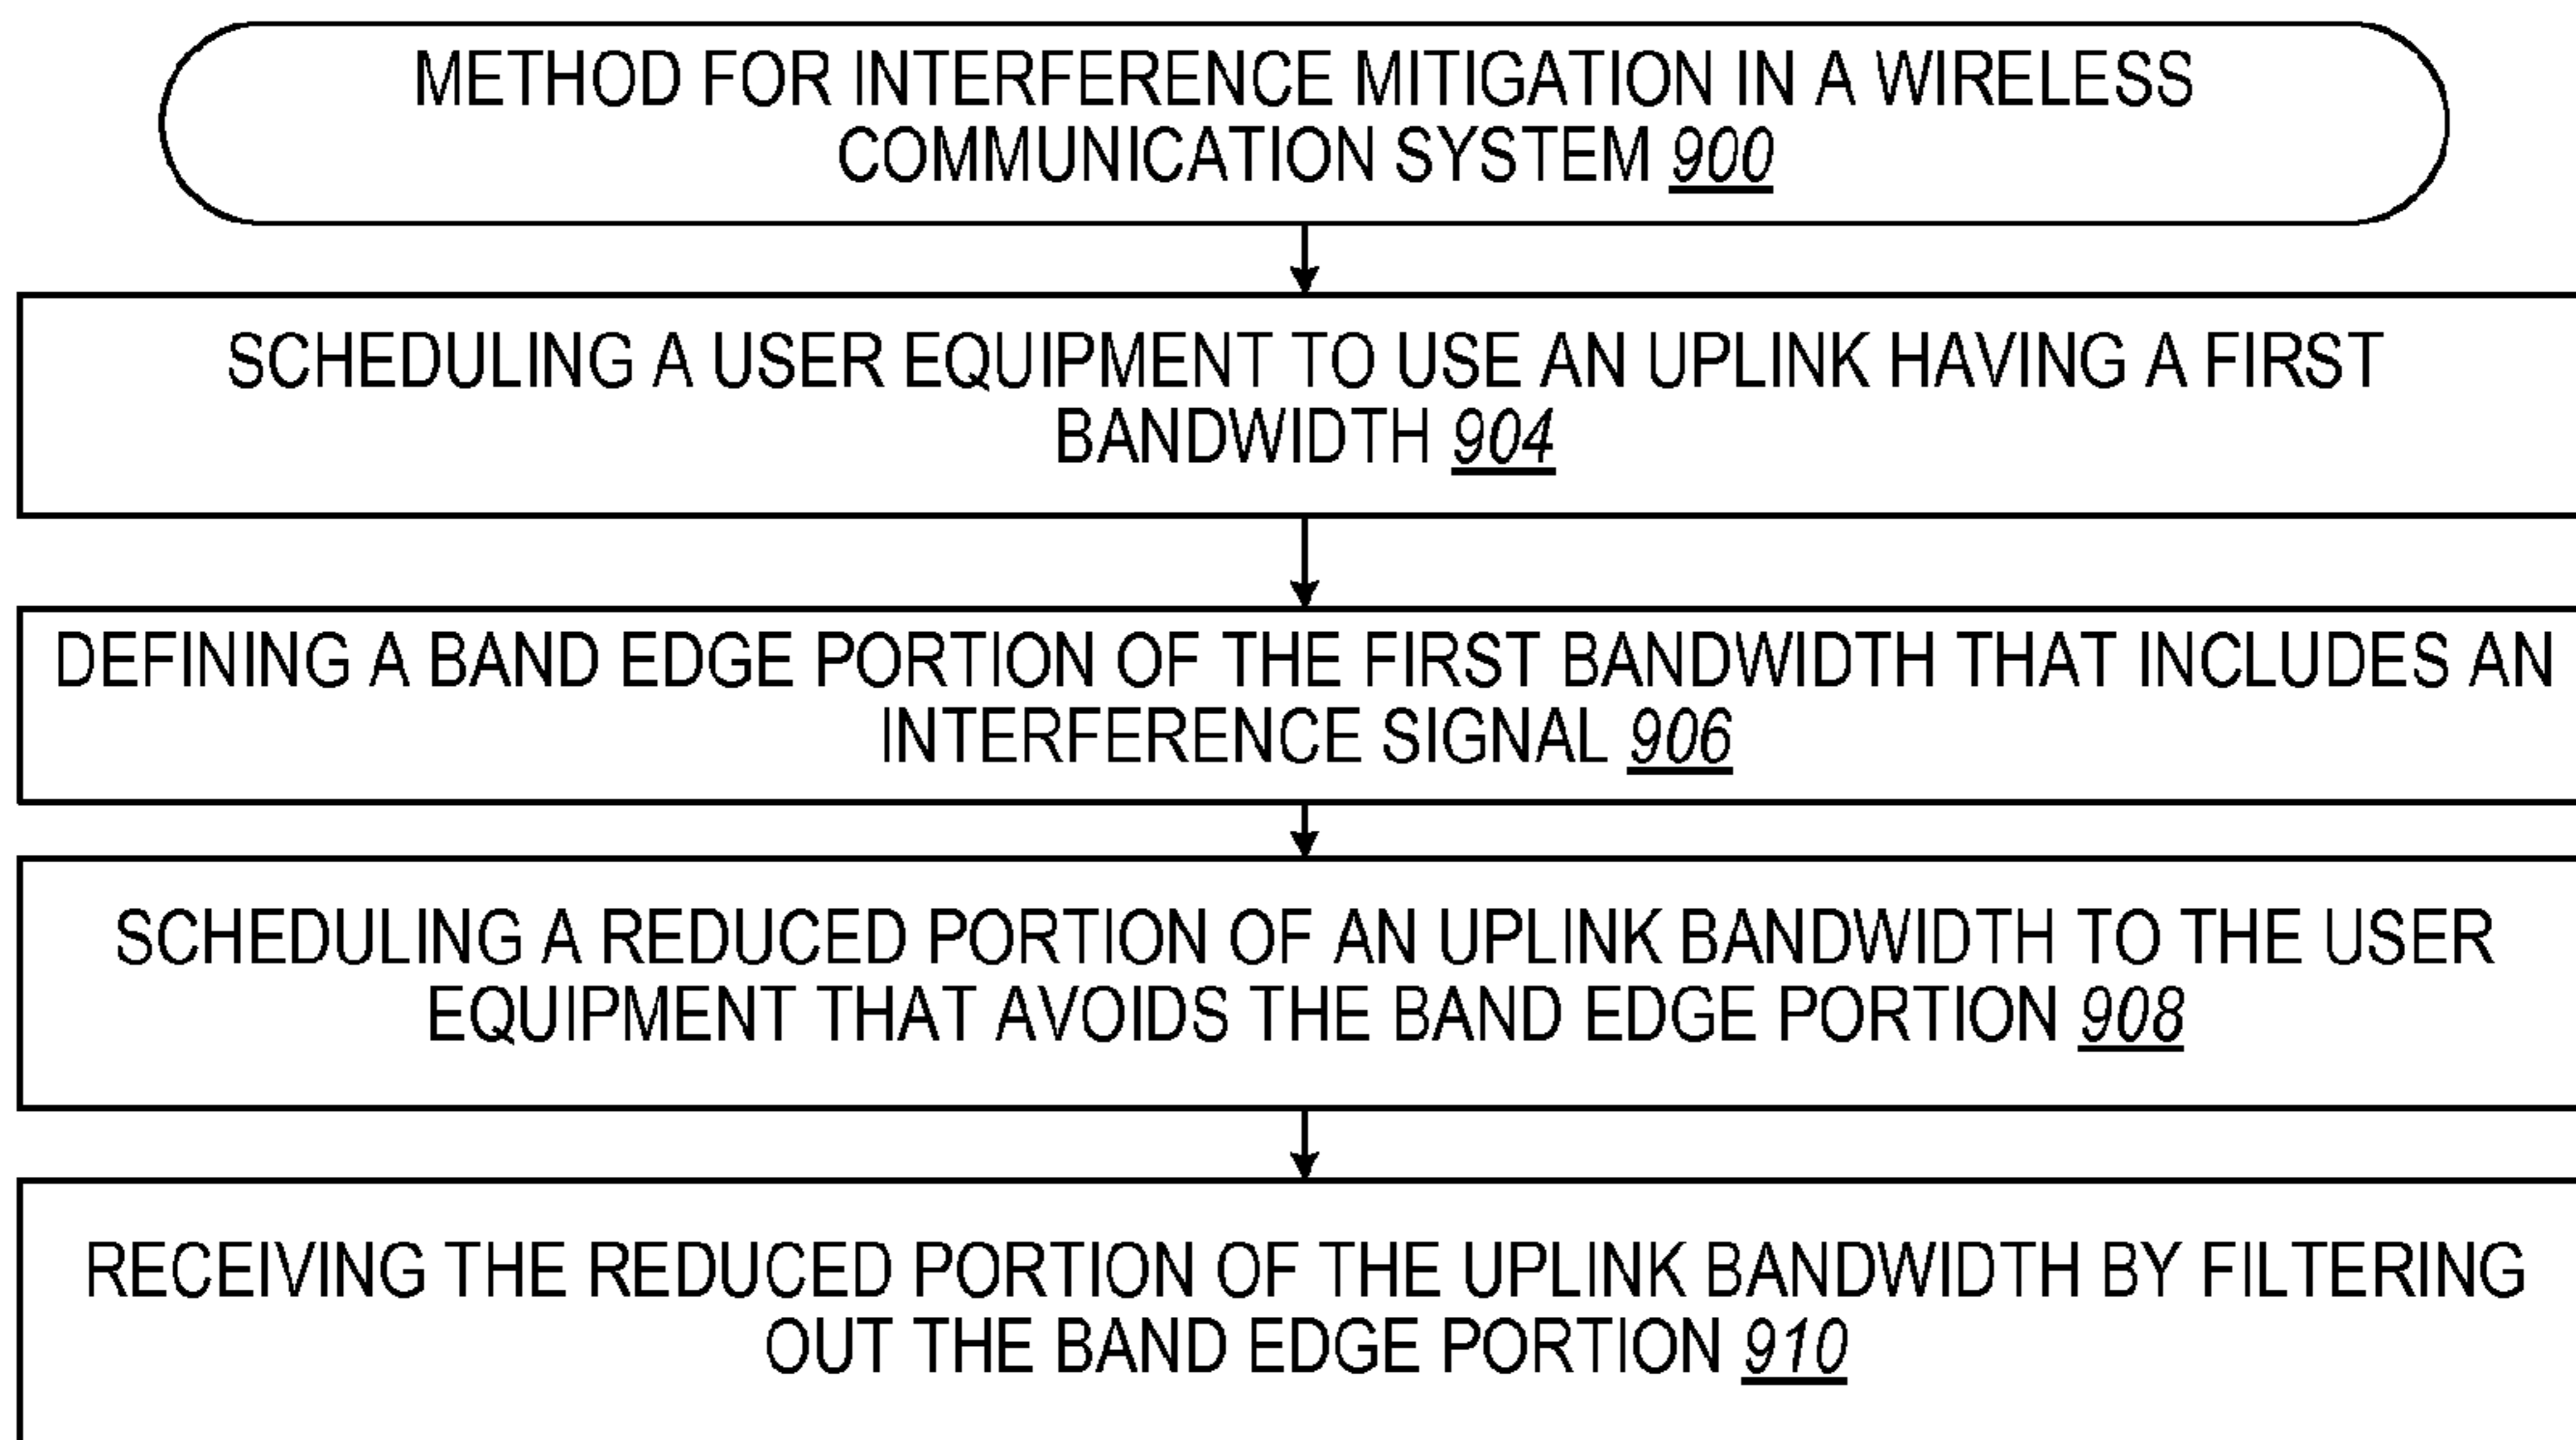 METHOD FOR INTERFERENCE MITIGATION IN A WIRELESS
COMMUNICATION SYSTEM 900
SCHEDULING A USER EQUIPMENT TO USE AN UPLINK HAVING A FIRST
BANDWIDTH 904
DEFINING A BAND EDGE PORTION OF THE FIRST BANDWIDTH THAT INCLUDES AN
INTERFERENCE SIGNAL 906
SCHEDULING A REDUCED PORTION OF AN UPLINK BANDWIDTH TO THE USER
EQUIPMENT THAT AVOIDS THE BAND EDGE PORTION 908
RECEIVING THE REDUCED PORTION OF THE UPLINK BANDWIDTH BY FILTERING
OUT THE BAND EDGE PORTION 910